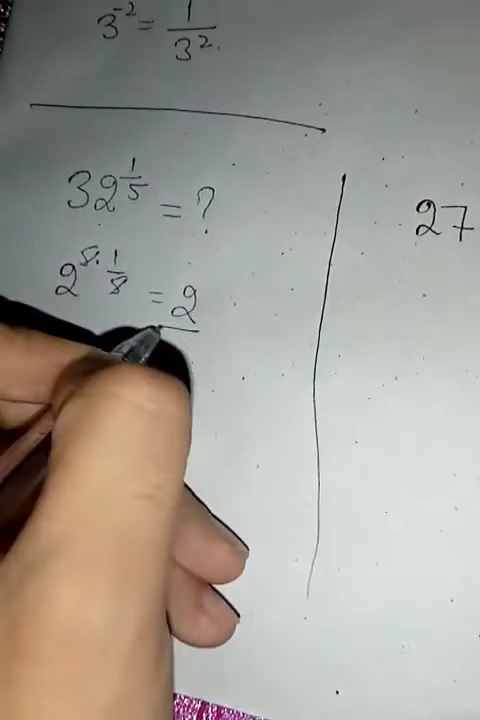 3⁻² = 1/3².
32^(1/5) = ?
2^(5·1/5) = 2
27